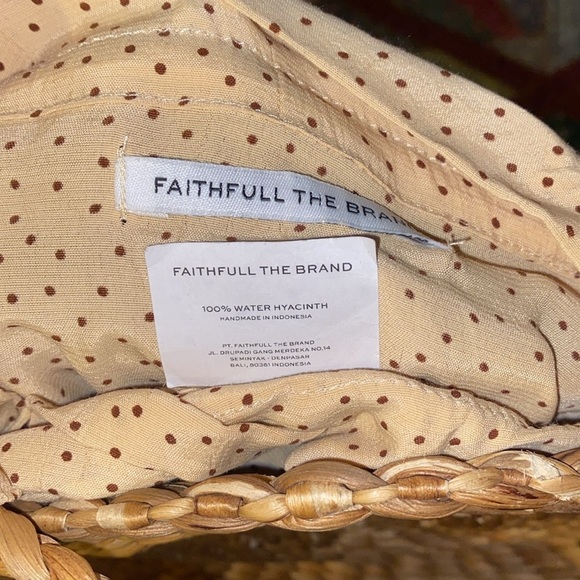 FAITHFULL THE BRAND
FAITHFULL THE BRAND
100% WATER HYACINTH
HANDMADE IN INDONESIA
PT. FAITHFULL THE BRAND
JL. DRUPADI GANG MERDEKA NO.14
SEMINYAK - DENPASAR
BALI, 80361 INDONESIA